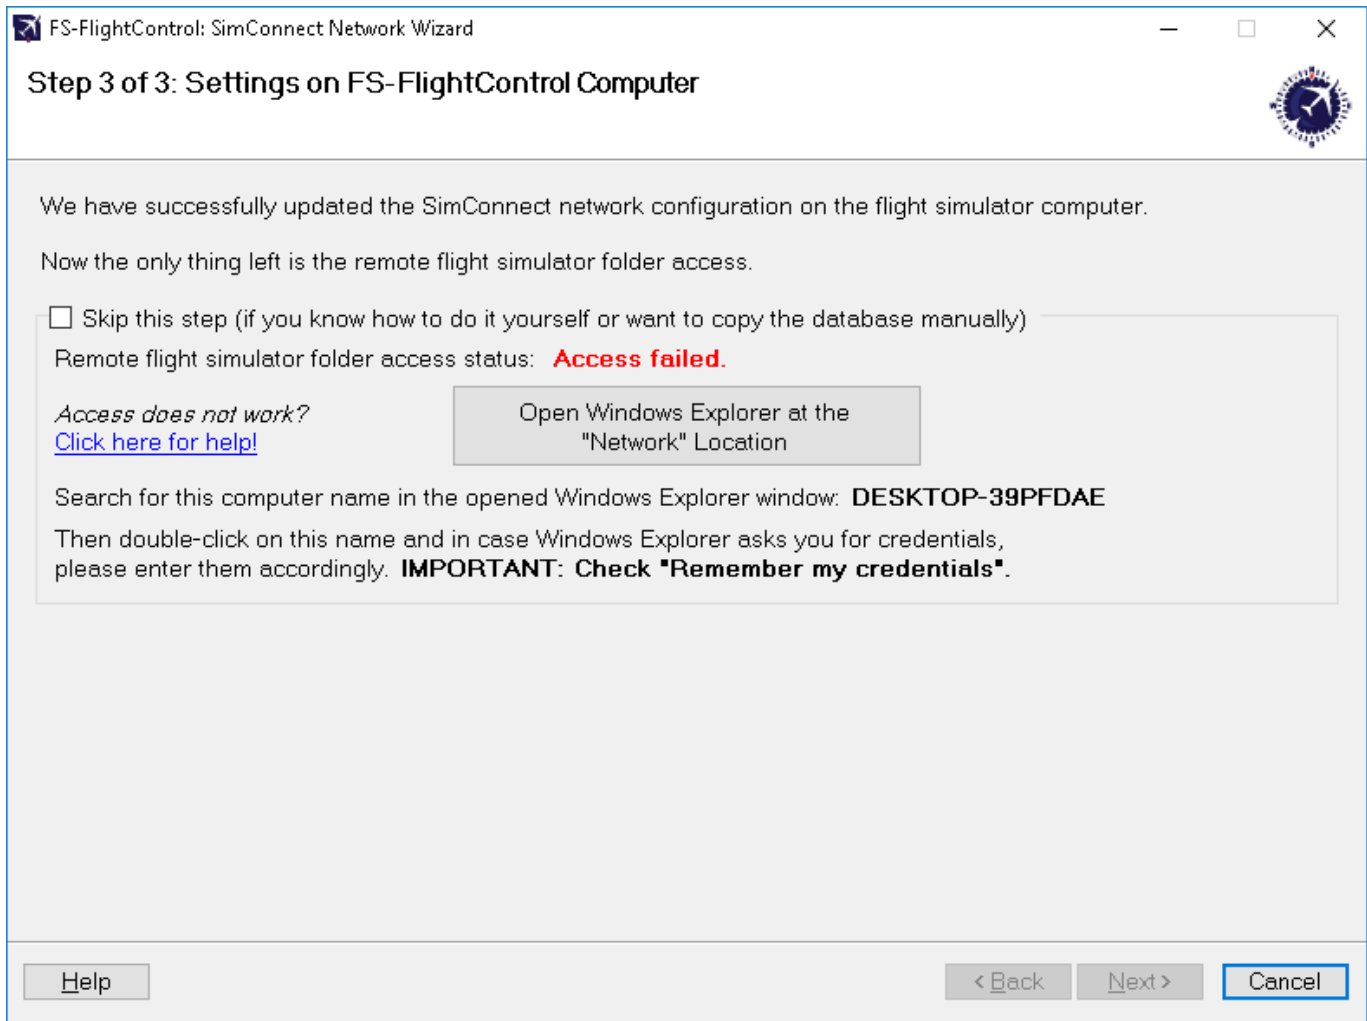 FS-FlightControl: SimConnect Network Wizard
Step 3 of 3: Settings on FS-FlightControl Computer
We have successfully updated the SimConnect network configuration on the flight simulator computer.
Now the only thing left is the remote flight simulator folder access.
Skip this step (if you know how to do it yourself or want to copy the database manually)
Remote flight simulator folder access status: Access failed.
Access does not work?
Click here for help!
Open Windows Explorer at the
"Network" Location
Search for this computer name in the opened Windows Explorer window: DESKTOP-39PFDAE
Then double-click on this name and in case Windows Explorer asks you for credentials,
please enter them accordingly. IMPORTANT: Check "Remember my credentials".
Help
< Back
Next >
Cancel